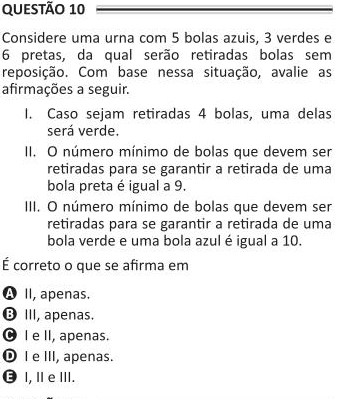 QUESTÃO 10
Considere uma urna com 5 bolas azuis, 3 verdes e
6 pretas, da qual serão retiradas bolas sem
reposição. Com base nessa situação, avalie as
afirmações a seguir.
I. Caso sejam retiradas 4 bolas, uma delas
será verde.
II. O número mínimo de bolas que devem ser
retiradas para se garantir a retirada de uma
bola preta é igual a 9.
III. O número mínimo de bolas que devem ser
retiradas para se garantir a retirada de uma
bola verde e uma bola azul é igual a 10.
É correto o que se afirma em
A II, apenas.
B III, apenas.
C I e II, apenas.
D I e III, apenas.
E I, II e III.